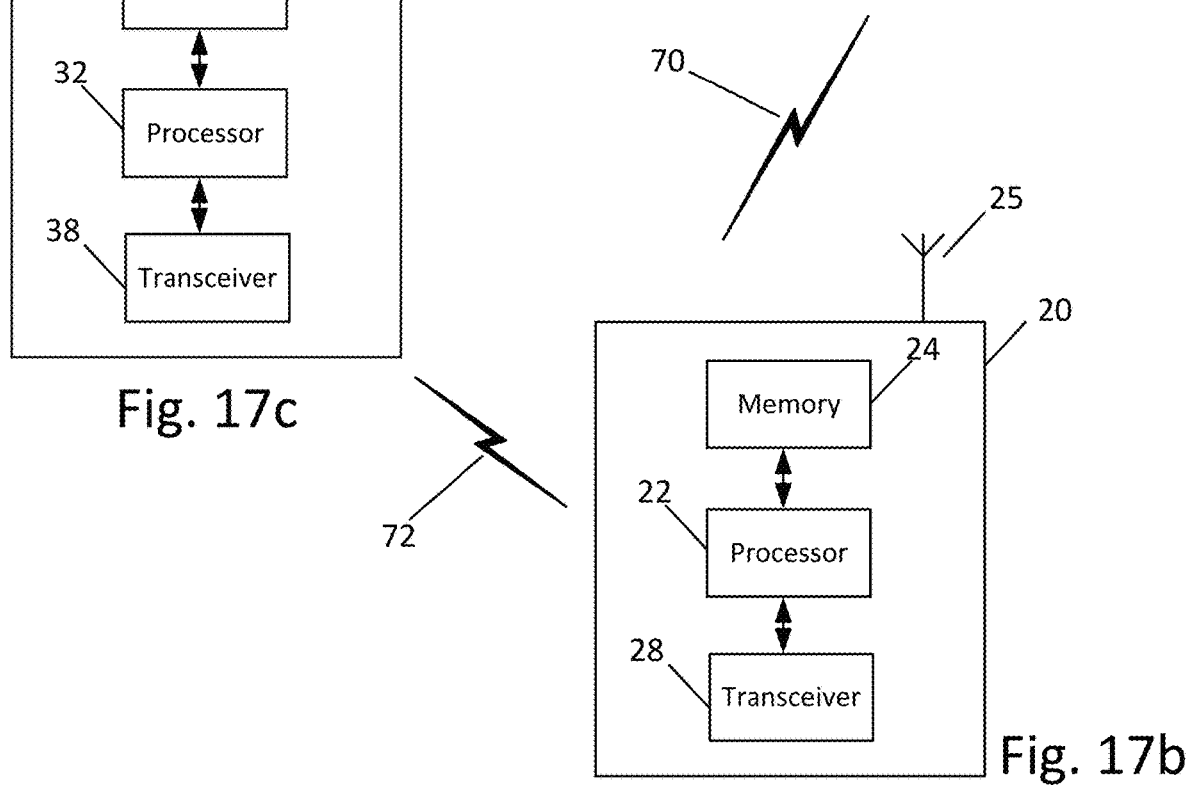 32
Processor
38
Transceiver
Fig. 17c
70
25
20
24
Memory
72
22
Processor
28
Transceiver
Fig. 17b